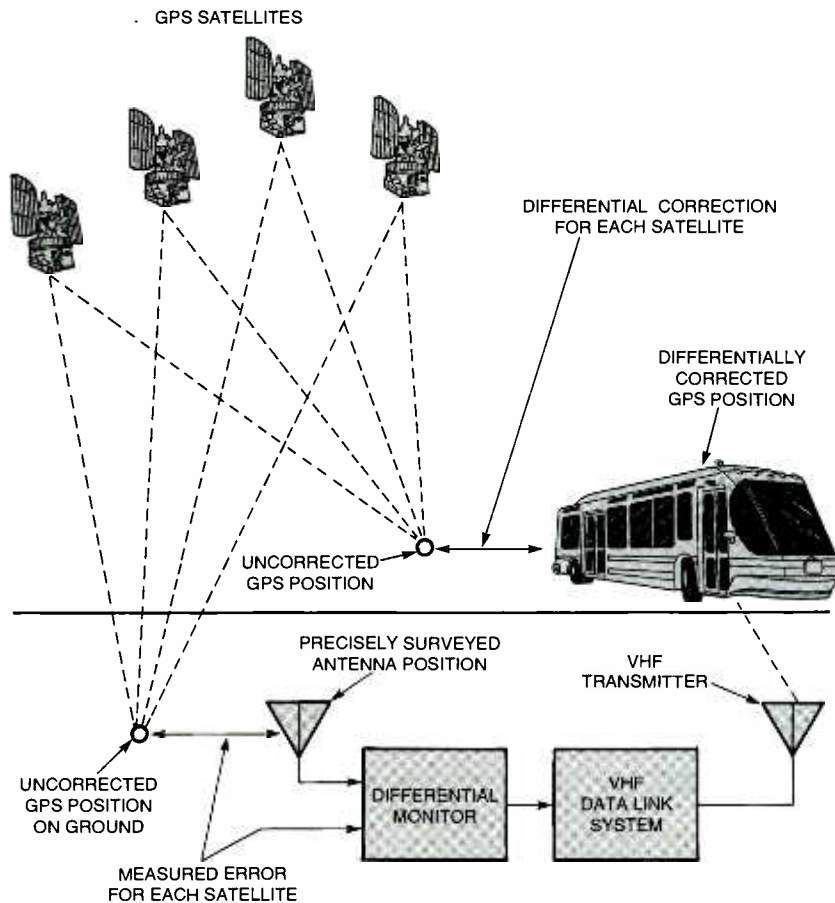 GPS SATELLITES
DIFFERENTIAL CORRECTION
FOR EACH SATELLITE
DIFFERENTIALLY
CORRECTED
GPS POSITION
UNCORRECTED
GPS POSITION
PRECISELY SURVEYED
ANTENNA POSITION
VHF
TRANSMITTER
UNCORRECTED
GPS POSITION
ON GROUND
DIFFERENTIAL
MONITOR
VHF
DATA LINK
SYSTEM
MEASURED ERROR
FOR EACH SATELLITE